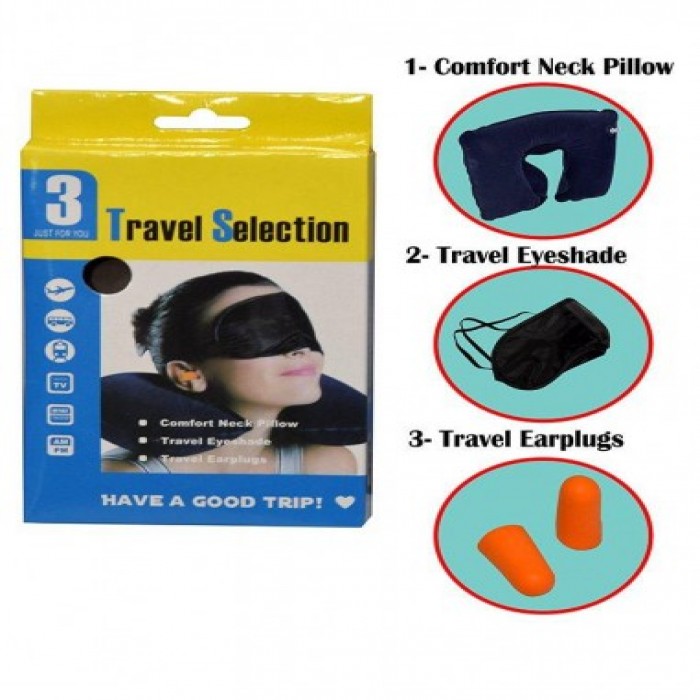 3
JUST FOR YOU
Travel Selection
TV
AM
FM
Comfort Neck Pillow
Travel Eyeshade
Travel Earplugs
HAVE A GOOD TRIP!
1- Comfort Neck Pillow
2- Travel Eyeshade
3- Travel Earplugs